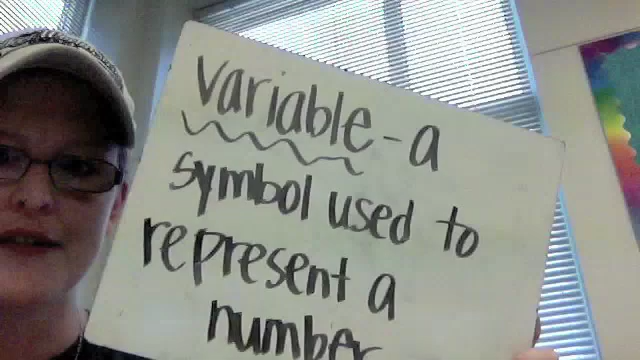 variable - a
symbol used to
represent a
number